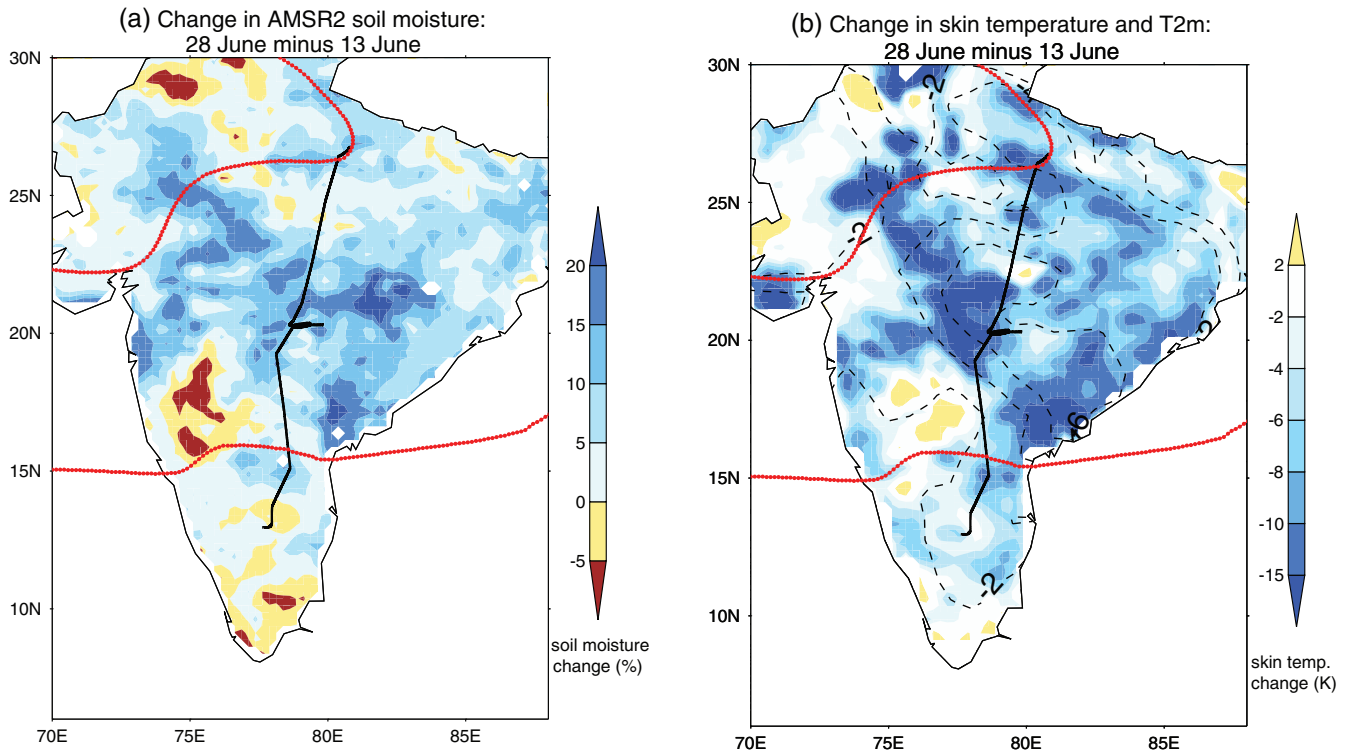 (a) Change in AMSR2 soil moisture:
28 June minus 13 June
30N
25N
20N
15N
10N
70E
75E
80E
85E
20
15
10
5
0
-5
soil moisture
change (%)
(b) Change in skin temperature and T2m:
28 June minus 13 June
30N
25N
20N
15N
10N
70E
75E
80E
85E
-2
-2
-6
-2
2
-2
-4
-6
-8
-10
-15
skin temp.
change (K)